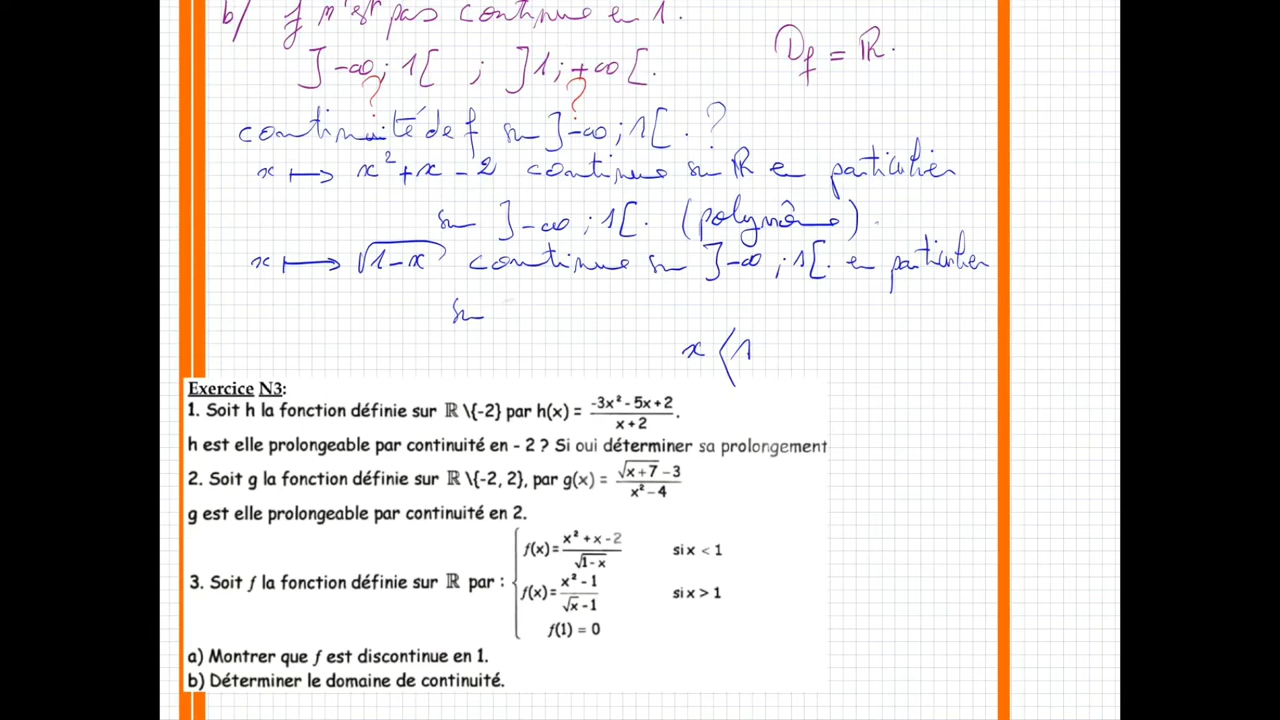 b/ f n'est pas continue en 1.
Df = ℝ.
]-∞; 1[ ; ]1; +∞[.
? ?
continuité de f sur ]-∞; 1[. ?
x ⟼ x² + x - 2 continue sur ℝ en particulier
sur ]-∞; 1[. (polynôme).
x ⟼ √1-x continue sur ]-∞; 1[. en particulier
sur
x < 1
Exercice N3:
1. Soit h la fonction définie sur ℝ \{-2} par h(x) = (-3x² - 5x + 2)/(x + 2).
h est elle prolongeable par continuité en - 2 ? Si oui déterminer sa prolongement
2. Soit g la fonction définie sur ℝ \{-2, 2}, par g(x) = (√x+7 - 3)/(x² - 4)
g est elle prolongeable par continuité en 2.
f(x) = (x² + x - 2)/(√1-x) si x < 1
3. Soit f la fonction définie sur ℝ par : f(x) = (x² - 1)/(√x - 1) si x > 1
f(1) = 0
a) Montrer que f est discontinue en 1.
b) Déterminer le domaine de continuité.